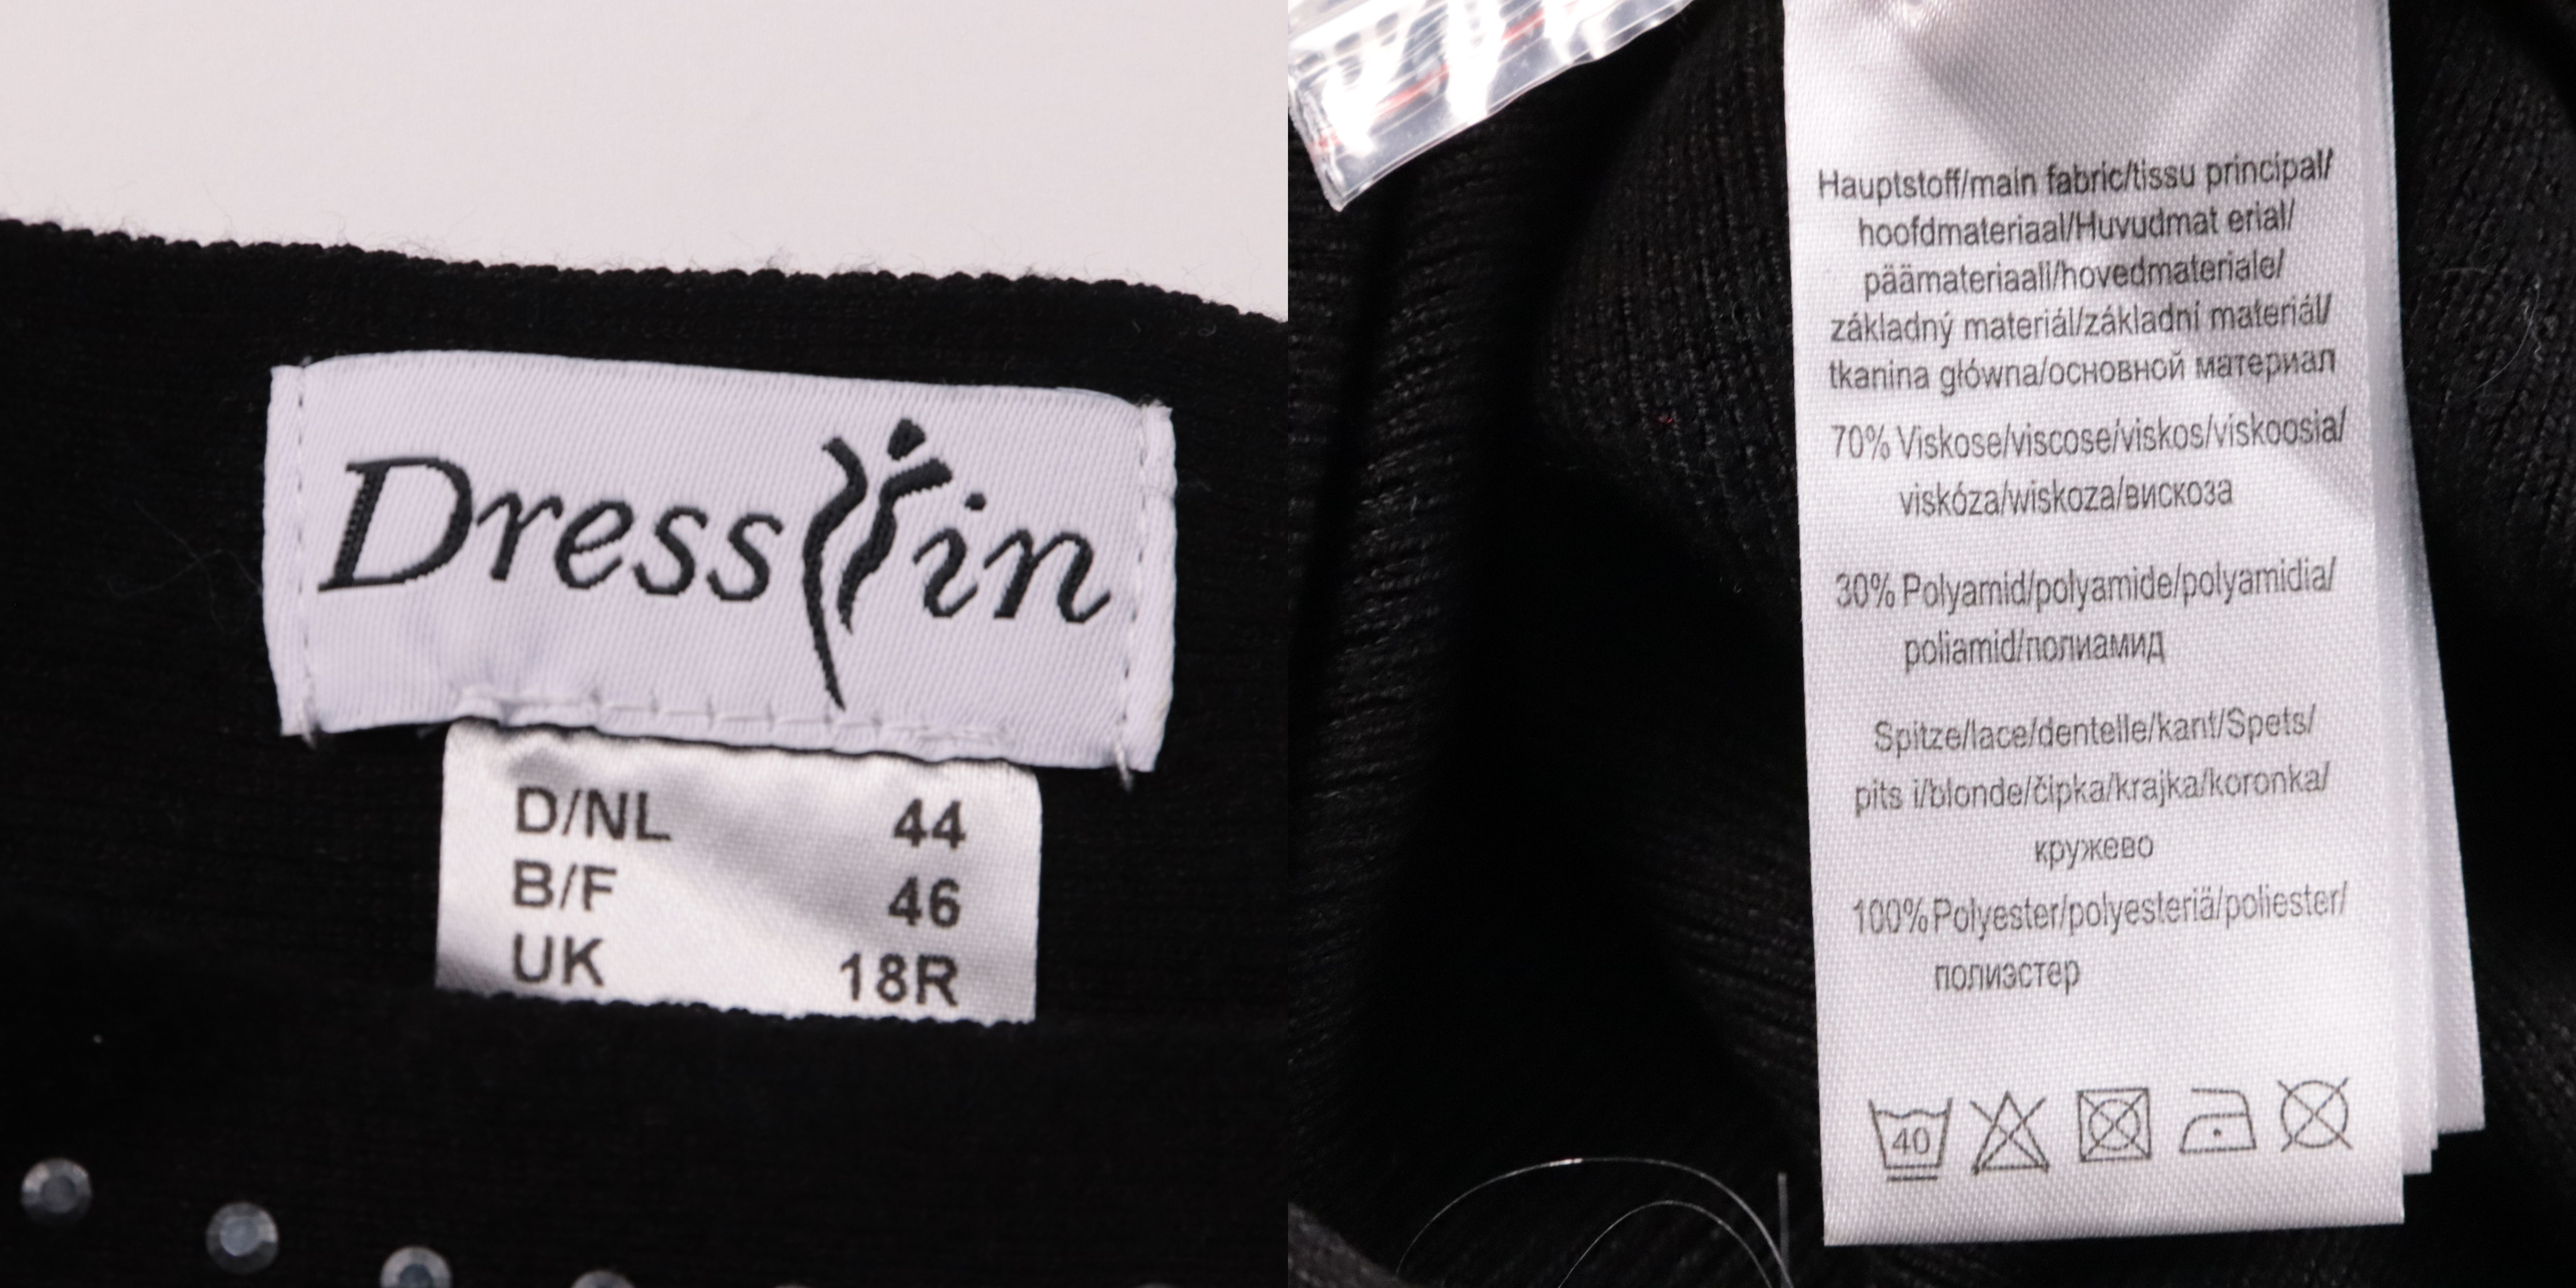 Dress in
D/NL 44
B/F 46
UK 18R
Hauptstoff/main fabric/tissu principal/
hoofdmateriaal/Huvudmat erial/
päämateriaali/hovedmateriale/
základný materiál/základní materiál/
tkanina główna/основной материал
70% Viskose/viscose/viskos/viskoosia/
viskóza/wiskoza/вискоза
30% Polyamid/polyamide/polyamidia/
poliamid/полиамид
Spitze/lace/dentelle/kant/Spets/
pits i/blonde/čipka/krajka/koronka/
кружево
100% Polyester/polyesteriä/poliester/
полиэстер
40